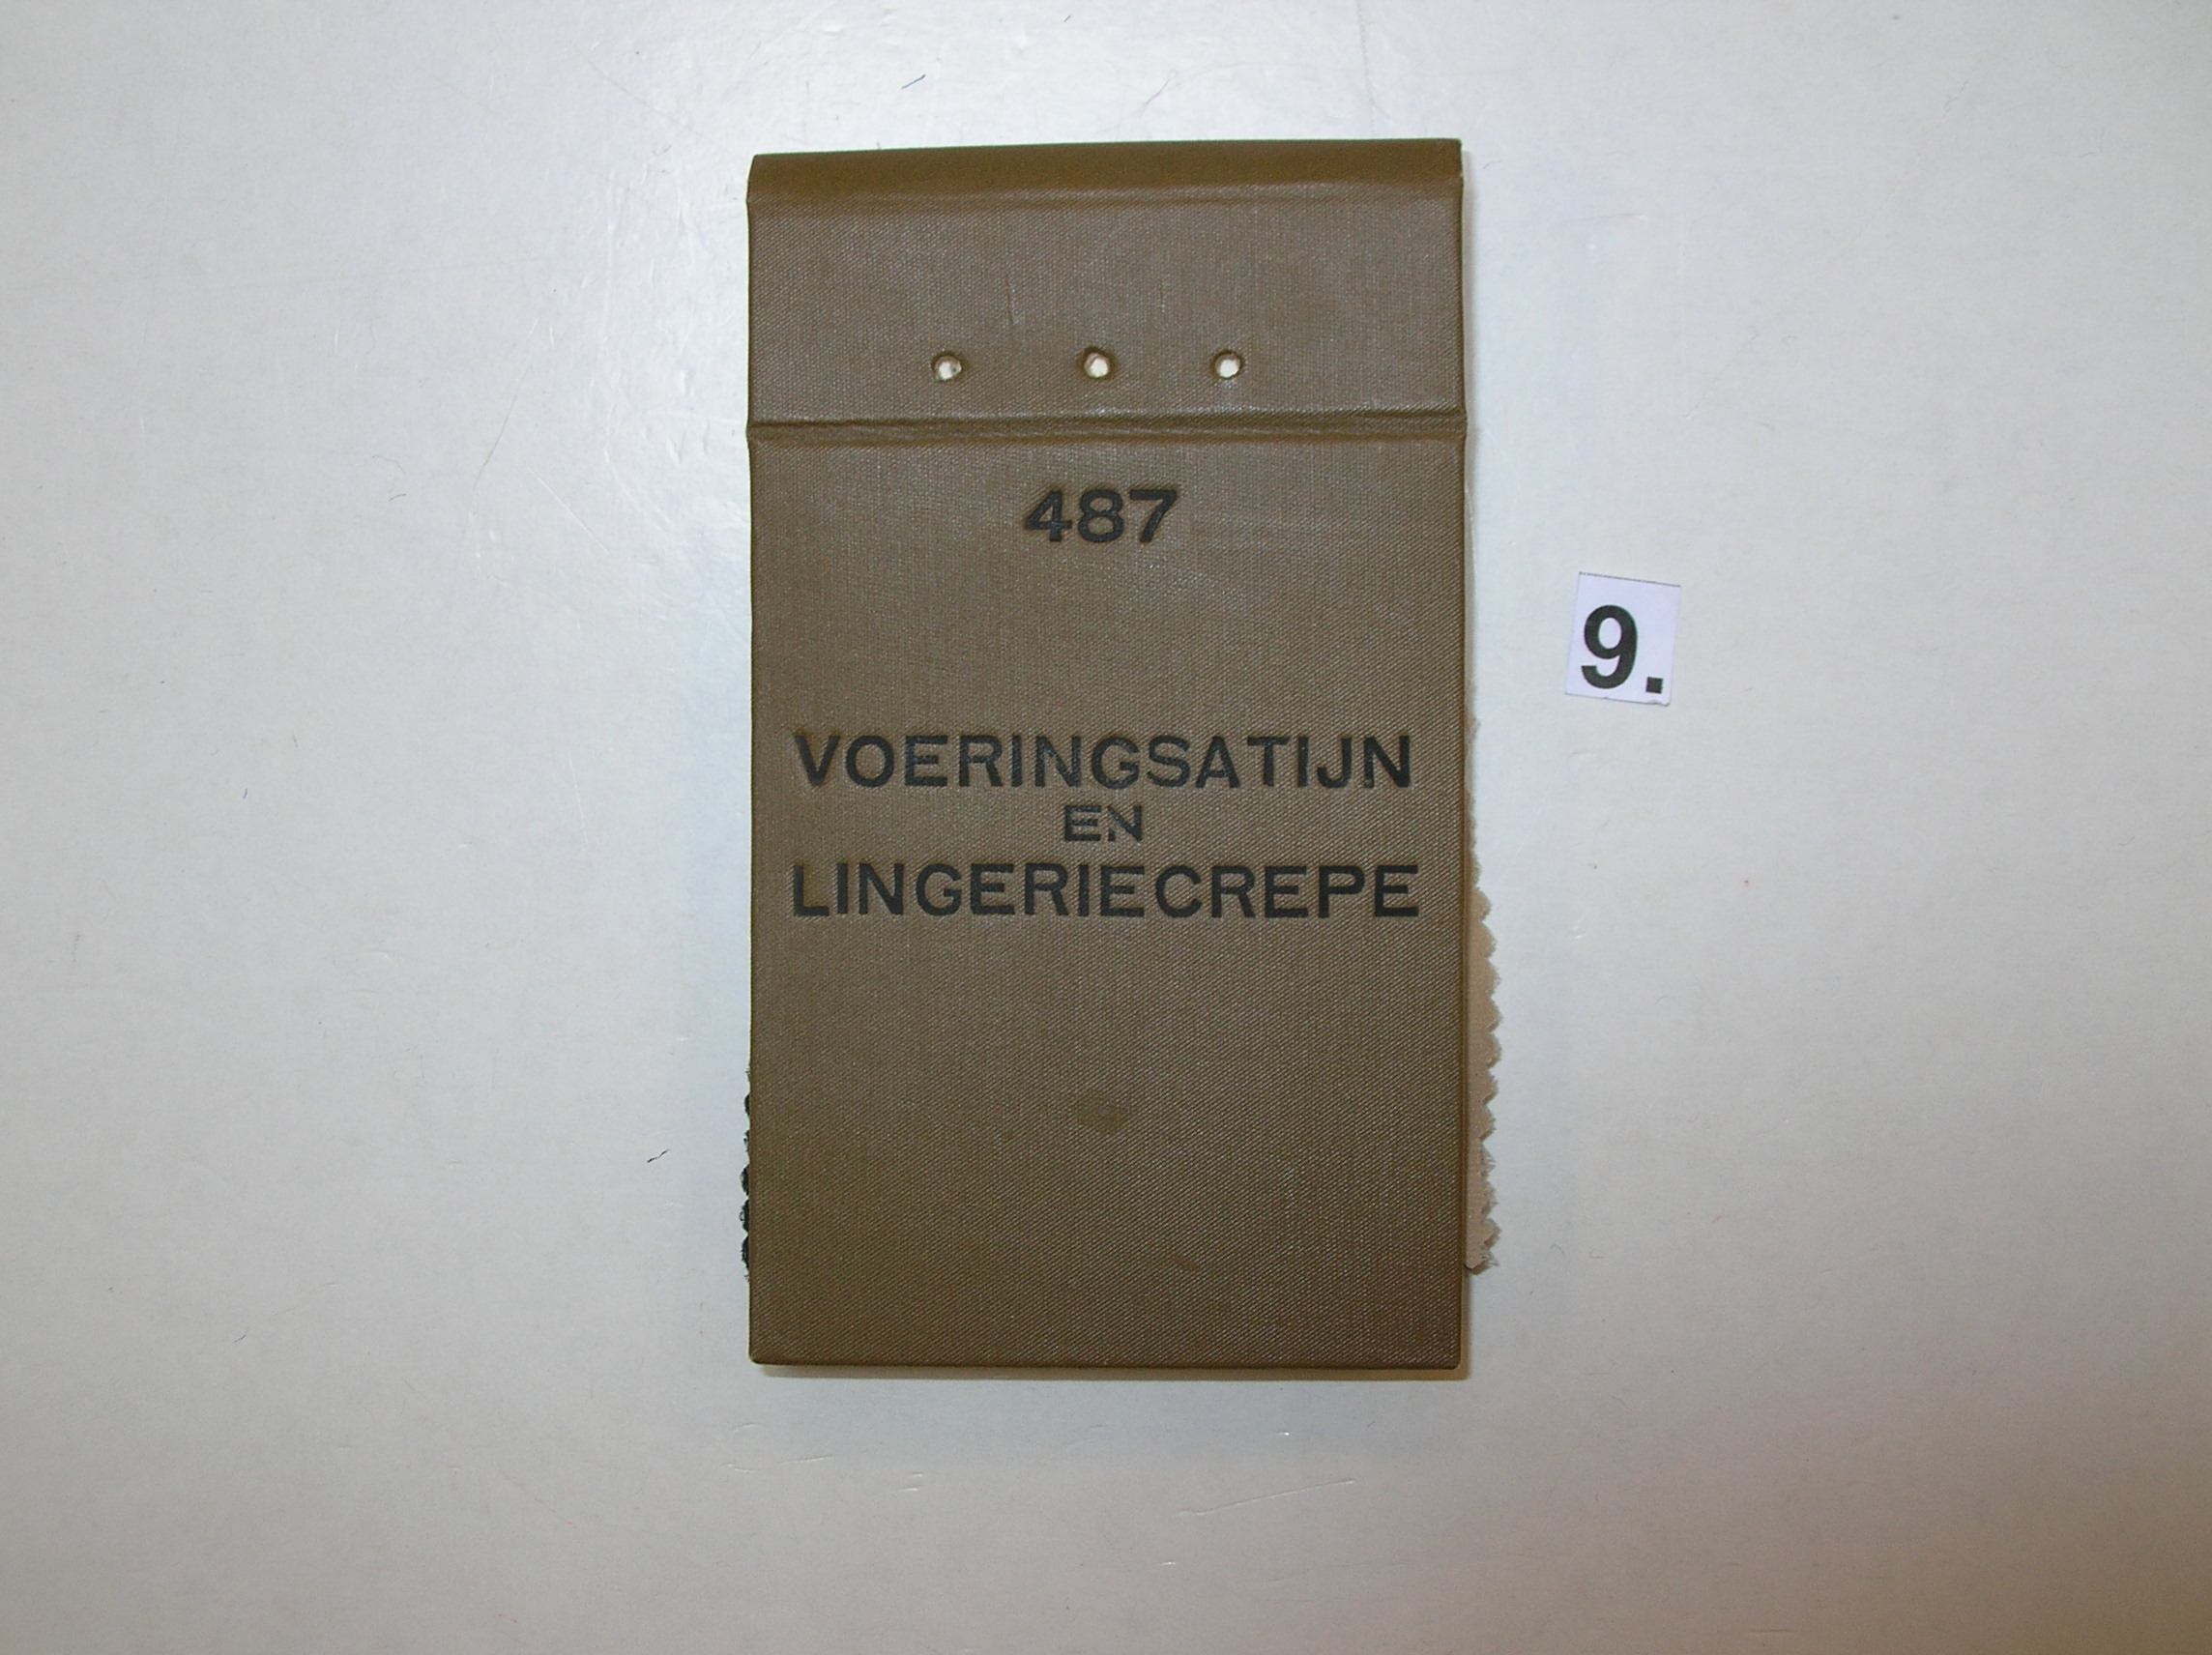 487
VOERINGSATIJN
EN
LINGERIECREPE
9.